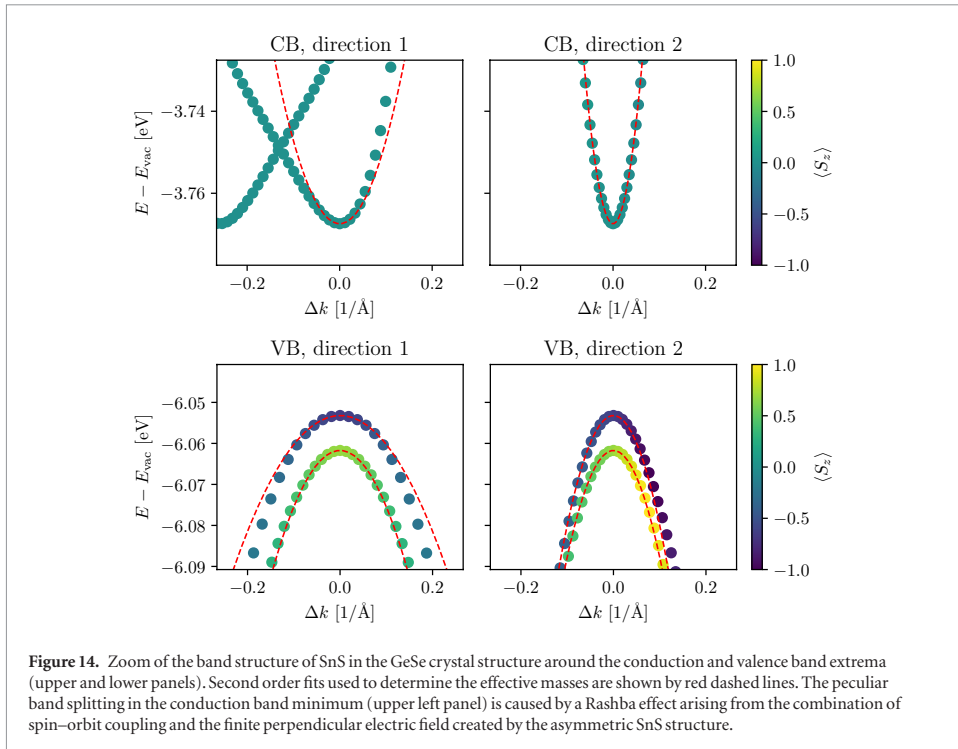 CB, direction 1
CB, direction 2
E − E_vac [eV]
−3.74
−3.76
−0.2 0.0 0.2
Δk [1/Å]
−0.2 0.0 0.2
Δk [1/Å]
1.0
0.5
0.0
−0.5
−1.0
⟨S_z⟩
VB, direction 1
VB, direction 2
E − E_vac [eV]
−6.05
−6.06
−6.07
−6.08
−6.09
−0.2 0.0 0.2
Δk [1/Å]
−0.2 0.0 0.2
Δk [1/Å]
1.0
0.5
0.0
−0.5
−1.0
⟨S_z⟩
Figure 14. Zoom of the band structure of SnS in the GeSe crystal structure around the conduction and valence band extrema
(upper and lower panels). Second order fits used to determine the effective masses are shown by red dashed lines. The peculiar
band splitting in the conduction band minimum (upper left panel) is caused by a Rashba effect arising from the combination of
spin–orbit coupling and the finite perpendicular electric field created by the asymmetric SnS structure.